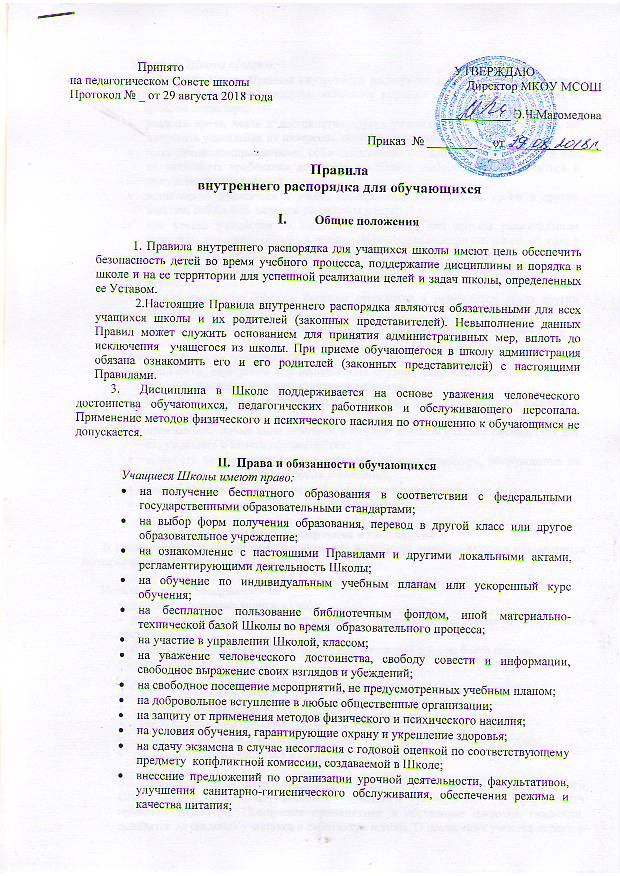 Принято
на педагогическом Совете школы
Протокол № _ от 29 августа 2018 года
УТВЕРЖДАЮ
Директор МКОУ МСОШ
Э.Ч.Магомедова
Приказ № ________ от 29.08.2018г
Правила
внутреннего распорядка для обучающихся
I. Общие положения
1. Правила внутреннего распорядка для учащихся школы имеют цель обеспечить
безопасность детей во время учебного процесса, поддержание дисциплины и порядка в
школе и на ее территории для успешной реализации целей и задач школы, определенных
ее Уставом.
2.Настоящие Правила внутреннего распорядка являются обязательными для всех
учащихся школы и их родителей (законных представителей). Невыполнение данных
Правил может служить основанием для принятия административных мер, вплоть до
исключения учащегося из школы. При приеме обучающегося в школу администрация
обязана ознакомить его и его родителей (законных представителей) с настоящими
Правилами.
3. Дисциплина в Школе поддерживается на основе уважения человеческого
достоинства обучающихся, педагогических работников и обслуживающего персонала.
Применение методов физического и психического насилия по отношению к обучающимся не
допускается.
II. Права и обязанности обучающихся
Учащиеся Школы имеют право:
• на получение бесплатного образования в соответствии с федеральными
государственными образовательными стандартами;
• на выбор форм получения образования, перевод в другой класс или другое
образовательное учреждение;
• на ознакомление с настоящими Правилами и другими локальными актами,
регламентирующими деятельность Школы;
• на обучение по индивидуальным учебным планам или ускоренный курс
обучения;
• на бесплатное пользование библиотечным фондом, иной материально-
технической базой Школы во время образовательного процесса;
• на участие в управлении Школой, классом;
• на уважение человеческого достоинства, свободу совести и информации,
свободное выражение своих взглядов и убеждений;
• на свободное посещение мероприятий, не предусмотренных учебным планом;
• на добровольное вступление в любые общественные организации;
• на защиту от применения методов физического и психического насилия;
• на условия обучения, гарантирующие охрану и укрепление здоровья;
• на сдачу экзамена в случае несогласия с годовой оценкой по соответствующему
предмету конфликтной комиссии, создаваемой в Школе;
• внесение предложений по организации урочной деятельности, факультативов,
улучшения санитарно-гигиенического обслуживания, обеспечения режима и
качества питания;